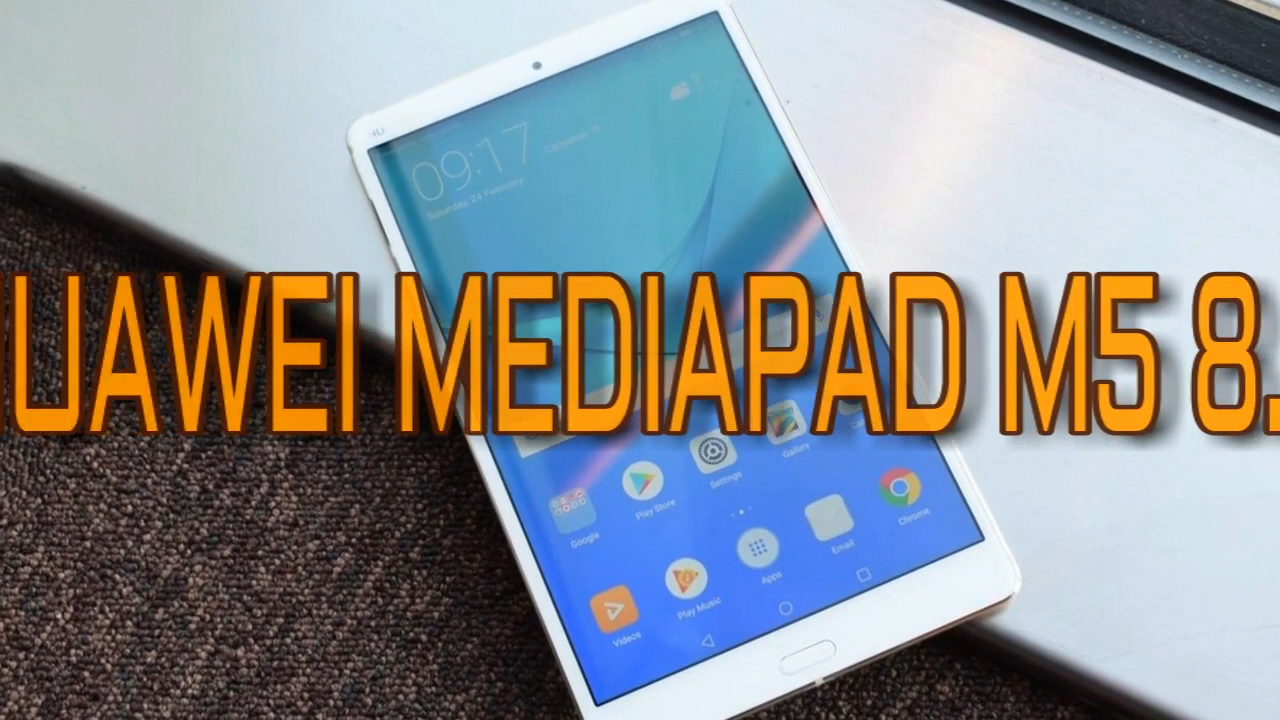 09:17
Saturday, 24 February
HUAWEI MEDIAPAD M5 8.
Google
Play Store
Settings
Gallery
Videos
Play Music
Apps
Email
Chrome